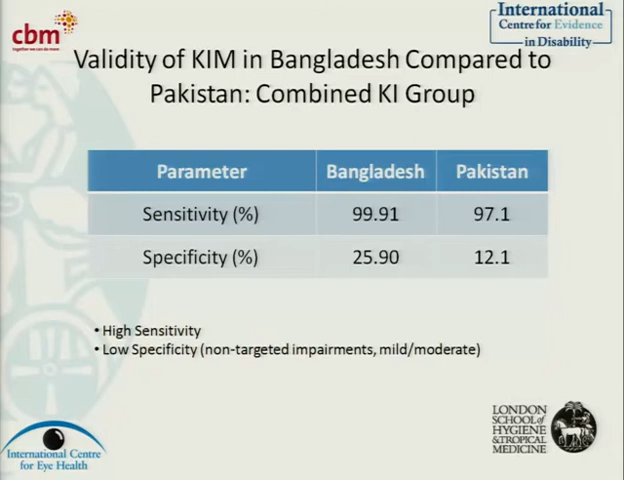 cbm
together we can do more
International
Centre for Evidence
in Disability
Validity of KIM in Bangladesh Compared to
Pakistan: Combined KI Group
Parameter Bangladesh Pakistan
Sensitivity (%) 99.91 97.1
Specificity (%) 25.90 12.1
• High Sensitivity
• Low Specificity (non-targeted impairments, mild/moderate)
International Centre
for Eye Health
LONDON
SCHOOL of
HYGIENE
& TROPICAL
MEDICINE